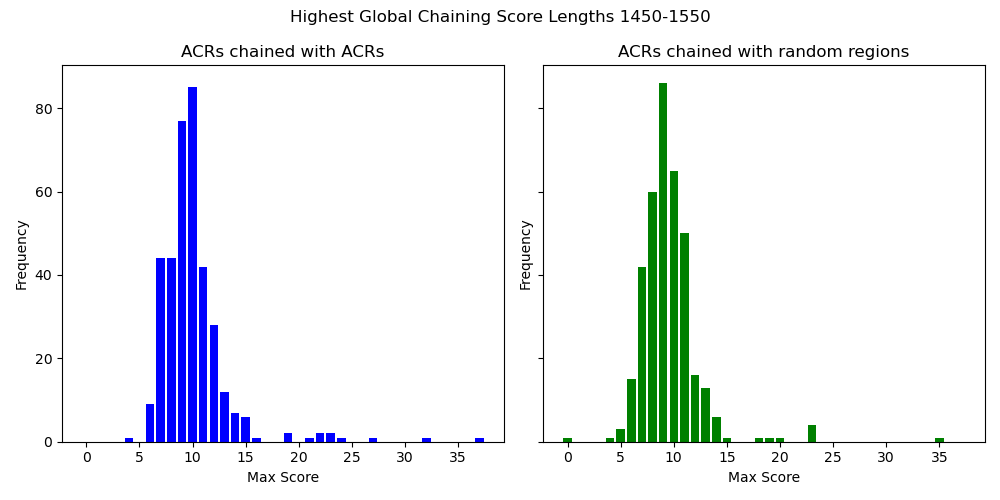 Highest Global Chaining Score Lengths 1450-1550
ACRs chained with ACRs
Frequency
80
60
40
20
0
0 5 10 15 20 25 30 35
Max Score
ACRs chained with random regions
Frequency
0 5 10 15 20 25 30 35
Max Score